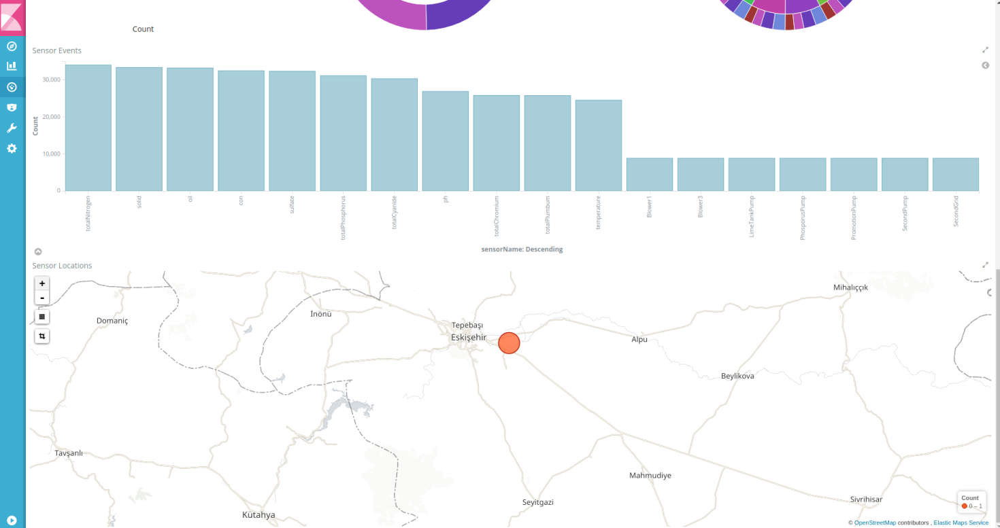 Count
Sensor Events
30,000
20,000
10,000
0
Count
totalNitrogen
solid
oil
con
sulfate
totalPhosphorus
totalCyanide
ph
totalChromium
totalPlumbum
temperature
Blower1
Blower3
LimeTankPump
PhosporusPump
PromotionPump
SecondPump
SecondGrid
sensorName: Descending
Sensor Locations
+
-
Mihalıççık
Domaniç
İnönü
Tepebaşı
Eskişehir
Alpu
Beylikova
Tavşanlı
Mahmudiye
Seyitgazi
Sivrihisar
Kütahya
Count
0 – 1
© OpenStreetMap contributors , Elastic Maps Service